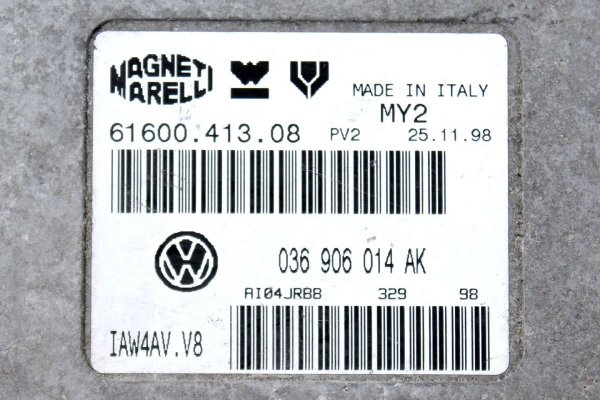 MAGNETI
MARELLI
MADE IN ITALY
MY2
61600.413.08 PV2 25.11.98
036 906 014 AK
AI04JRB8 329 98
IAW4AV.V8